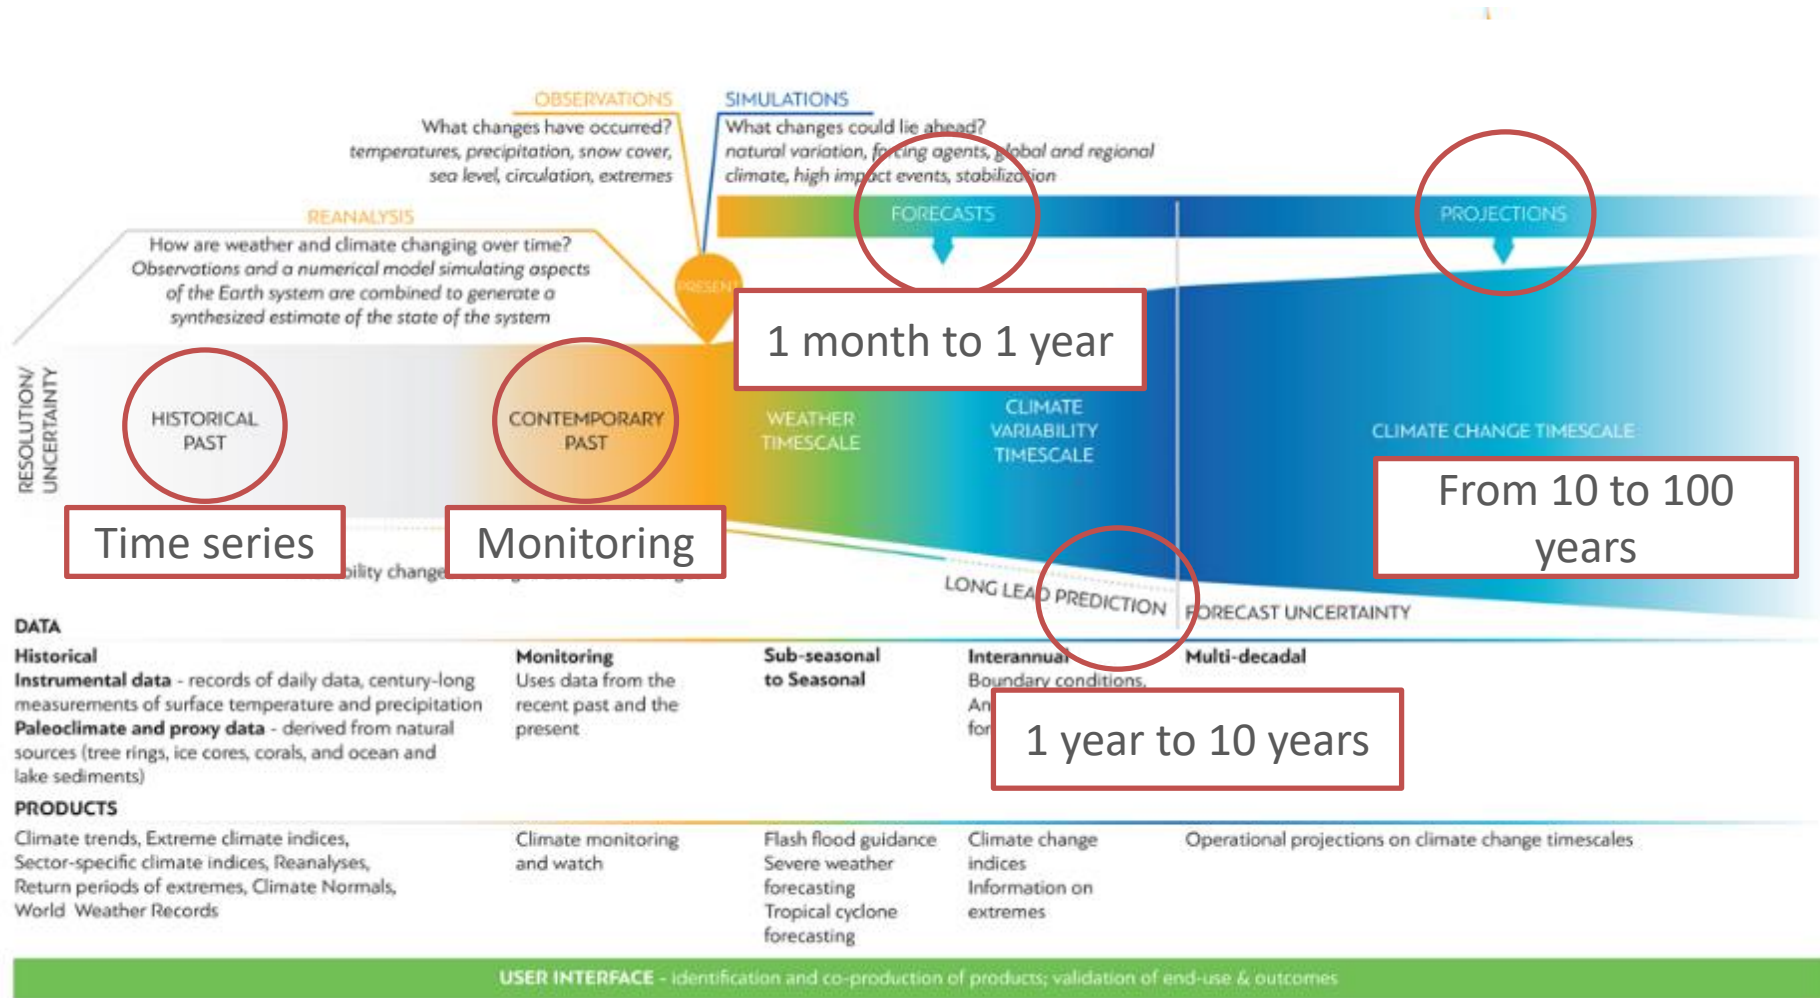 OBSERVATIONS
What changes have occurred?
temperatures, precipitation, snow cover,
sea level, circulation, extremes
SIMULATIONS
What changes could lie ahead?
natural variation, forcing agents, global and regional
climate, high impact events, stabilization
REANALYSIS
How are weather and climate changing over time?
Observations and a numerical model simulating aspects
of the Earth system are combined to generate a
synthesized estimate of the state of the system
FORECASTS
PROJECTIONS
PRESENT
1 month to 1 year
RESOLUTION/
UNCERTAINTY
HISTORICAL
PAST
CONTEMPORARY
PAST
WEATHER
TIMESCALE
CLIMATE
VARIABILITY
TIMESCALE
CLIMATE CHANGE TIMESCALE
From 10 to 100
years
Time series
Monitoring
change
LONG LEAD PREDICTION
FORECAST UNCERTAINTY
DATA
Historical
Instrumental data - records of daily data, century-long
measurements of surface temperature and precipitation
Paleoclimate and proxy data - derived from natural
sources (tree rings, ice cores, corals, and ocean and
lake sediments)
Monitoring
Uses data from the
recent past and the
present
Sub-seasonal
to Seasonal
Interannual
Boundary conditions,
1 year to 10 years
Multi-decadal
PRODUCTS
Climate trends, Extreme climate indices,
Sector-specific climate indices, Reanalyses,
Return periods of extremes, Climate Normals,
World Weather Records
Climate monitoring
and watch
Flash flood guidance
Severe weather
forecasting
Tropical cyclone
forecasting
Climate change
indices
Information on
extremes
Operational projections on climate change timescales
USER INTERFACE - identification and co-production of products; validation of end-use & outcomes